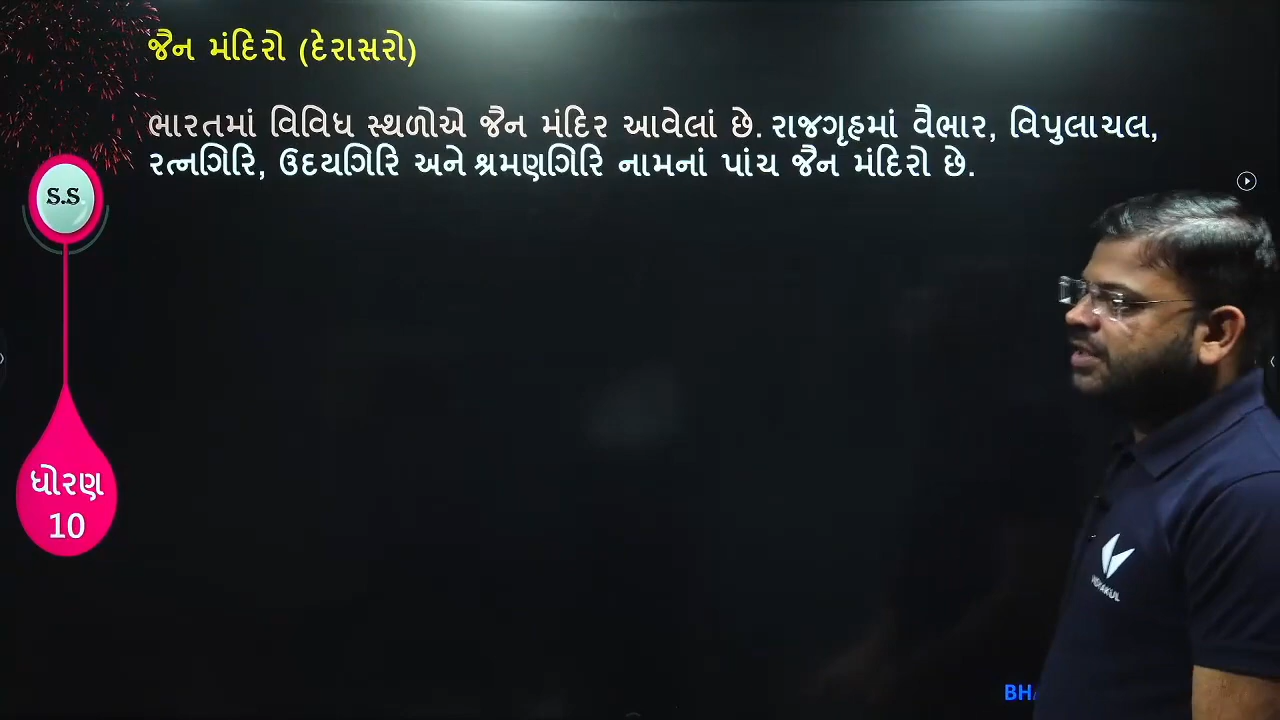 જૈન મંદિરો (દેરાસરો)
ભારતમાં વિવિધ સ્થળોએ જૈન મંદિર આવેલાં છે. રાજગૃહમાં વૈભાર, વિપુલાચલ,
રત્નગિરિ, ઉદયગિરિ અને શ્રમણગિરિ નામનાં પાંચ જૈન મંદિરો છે.
S.S.
ધોરણ
10